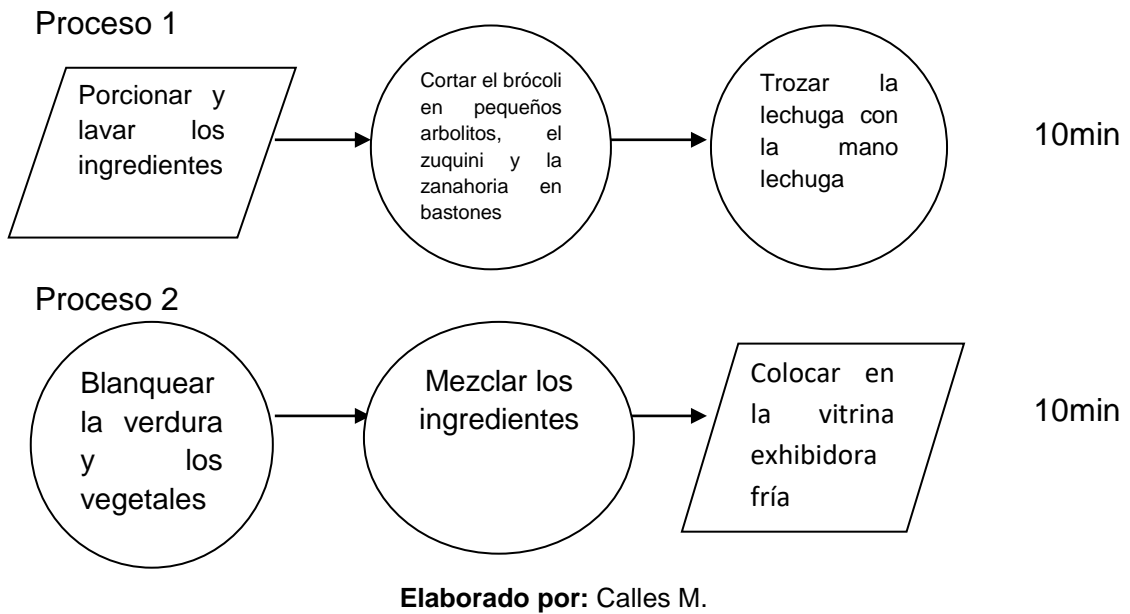 Proceso 1
Porcionar y
lavar los
ingredientes
Cortar el brócoli
en pequeños
arbolitos, el
zuquini y la
zanahoria en
bastones
Trozar la
lechuga con
la mano
lechuga
10min
Proceso 2
Blanquear
la verdura
y los
vegetales
Mezclar los
ingredientes
Colocar en
la vitrina
exhibidora
fría
10min
Elaborado por: Calles M.